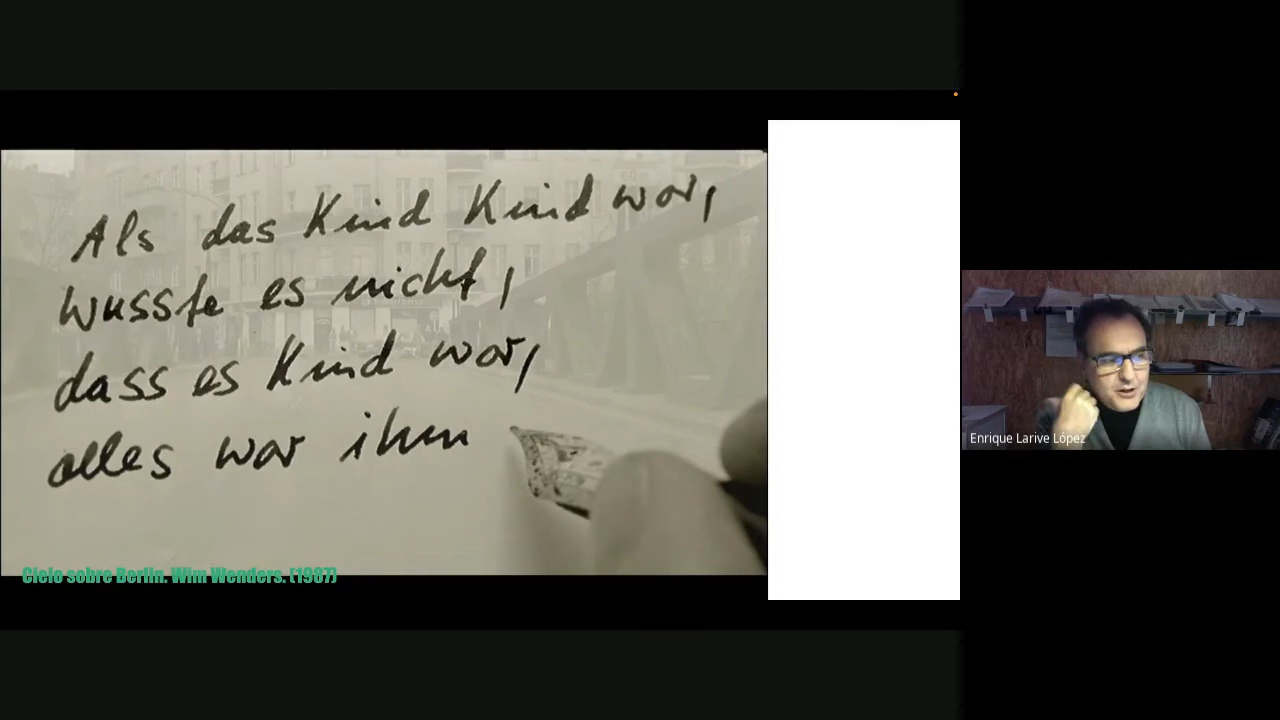 Als das Kind Kind war,
wusste es nicht,
dass es Kind war,
alles war ihm
Cielo sobre Berlin. Wim Wenders. (1987)
Enrique Larive López